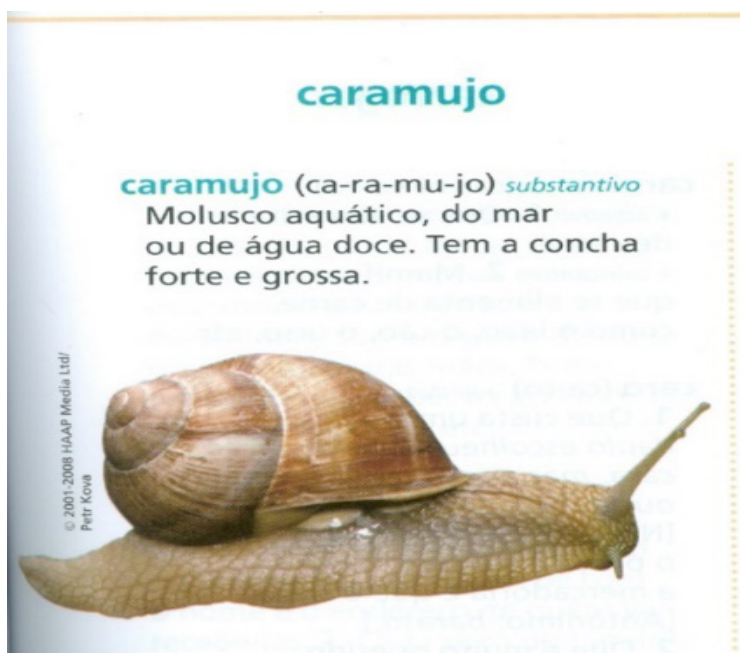 caramujo
caramujo (ca-ra-mu-jo) substantivo
Molusco aquático, do mar
ou de água doce. Tem a concha
forte e grossa.
© 2001-2008 HAAP Media Ltd/
Petr Kova